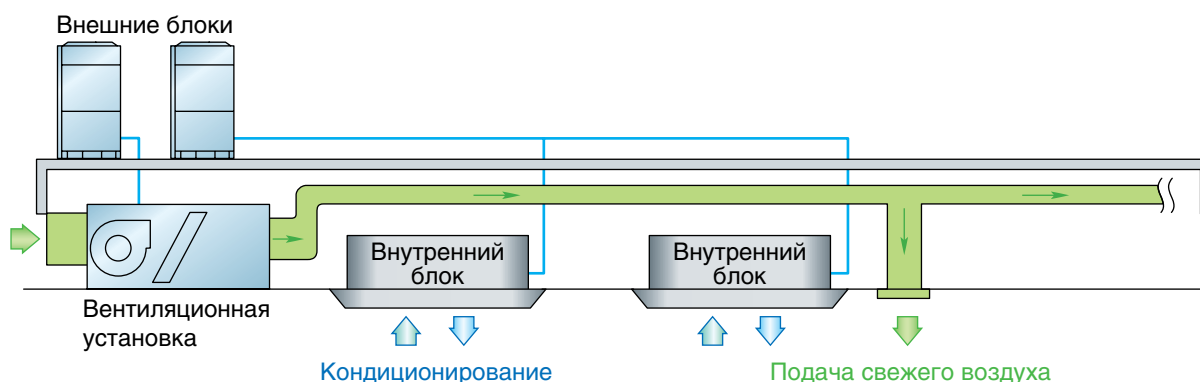 Внешние блоки
Внутренний
блок
Внутренний
блок
Вентиляционная
установка
Кондиционирование
Подача свежего воздуха